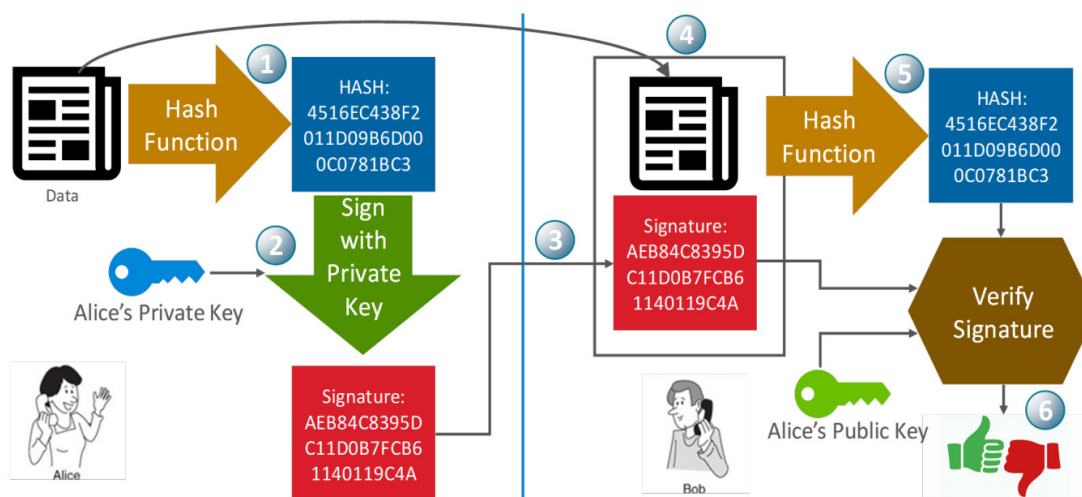 1
Hash
Function
HASH:
4516EC438F2
011D09B6D00
0C0781BC3
Data
2
Sign
with
Private
Key
Alice's Private Key
Signature:
AEB84C8395D
C11D0B7FCB6
1140119C4A
Alice
3
4
Signature:
AEB84C8395D
C11D0B7FCB6
1140119C4A
Hash
Function
5
HASH:
4516EC438F2
011D09B6D00
0C0781BC3
Verify
Signature
Alice's Public Key
Bob
6